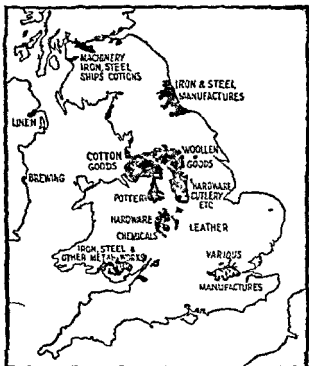 MACHINERY
IRON, STEEL
SHIPS COTTONS
IRON & STEEL
MANUFACTURES
LINEN
COTTON
GOODS
WOOLLEN
GOODS
BREWING
POTTERY
HARDWARE
CUTLERY
ETC
HARDWARE
CHEMICALS
LEATHER
IRON, STEEL &
OTHER METAL WORKS
VARIOUS
MANUFACTURES